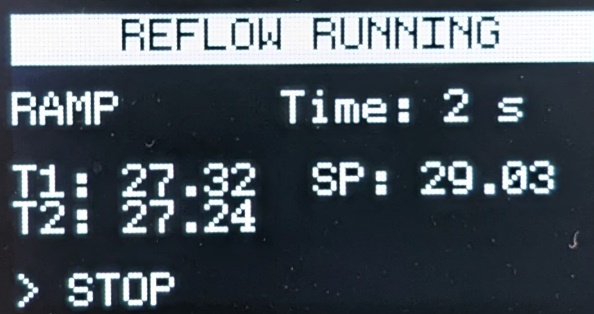 REFLOW RUNNING
RAMP Time: 2 s
T1: 27.32 SP: 29.03
T2: 27.24
> STOP